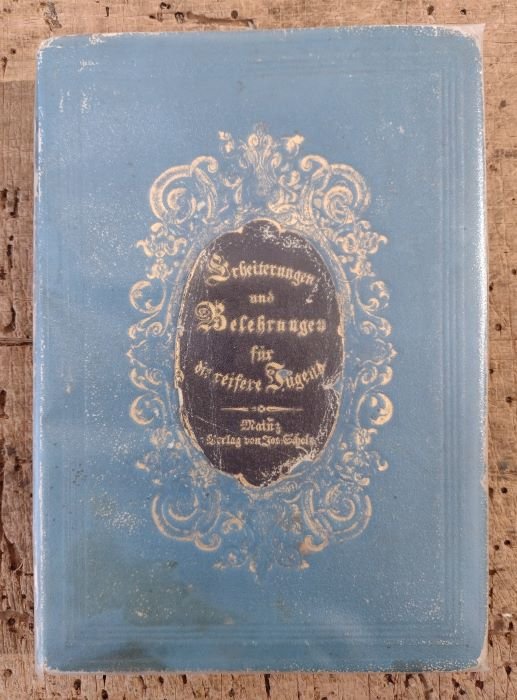 Erheiterungen
und
Belehrungen
für
die reifere Jugend
Mainz
Verlag von Jos. Scholz